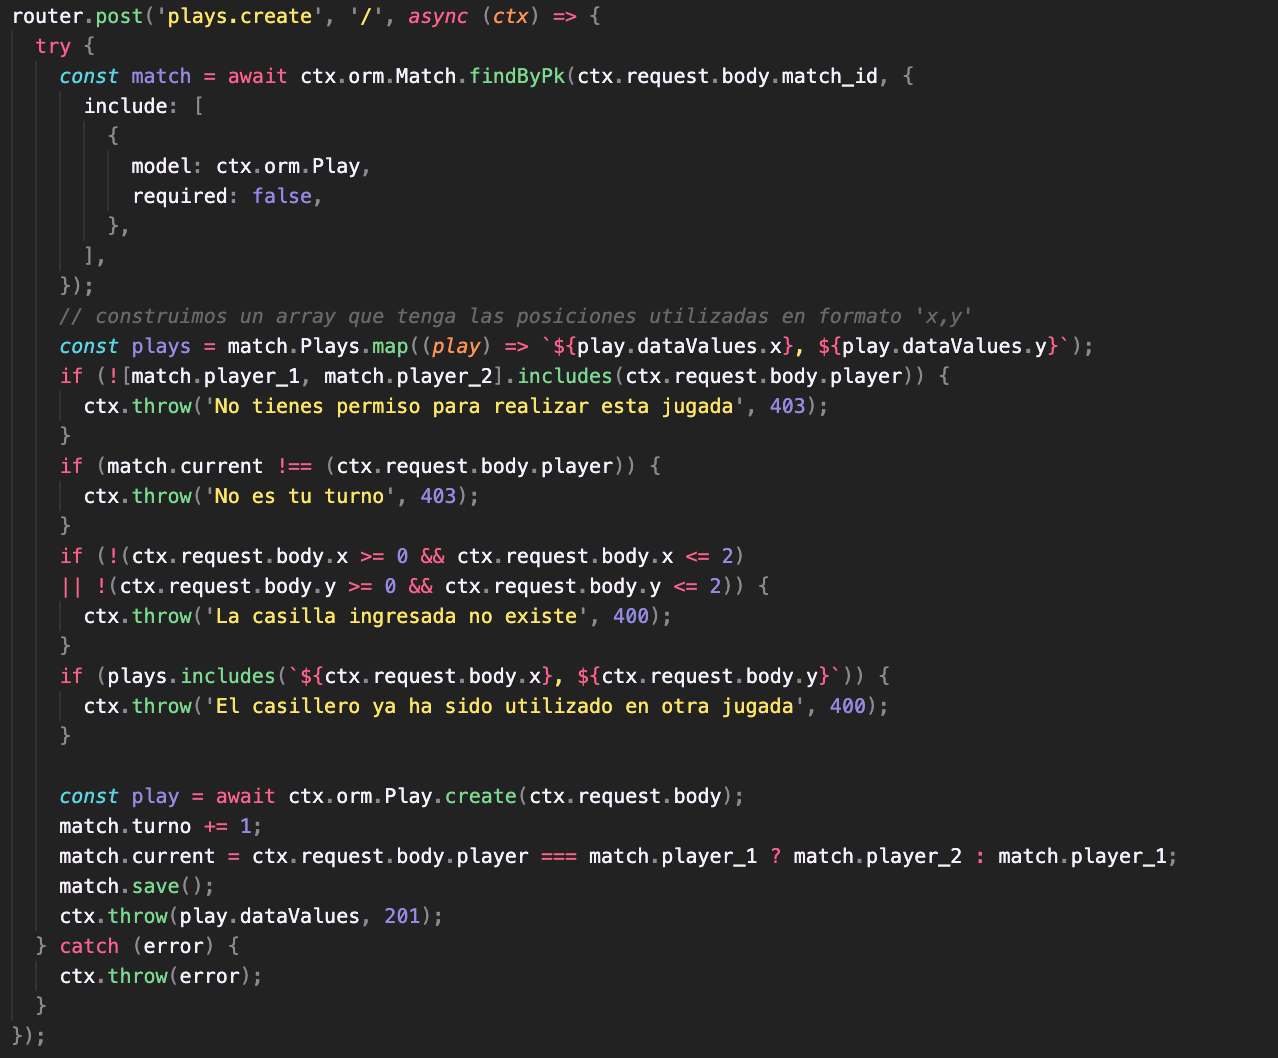 router.post('plays.create', '/', async (ctx) => {
  try {
    const match = await ctx.orm.Match.findByPk(ctx.request.body.match_id, {
      include: [
        {
          model: ctx.orm.Play,
          required: false,
        },
      ],
    });
    // construimos un array que tenga las posiciones utilizadas en formato 'x,y'
    const plays = match.Plays.map((play) => `${play.dataValues.x}, ${play.dataValues.y}`);
    if (![match.player_1, match.player_2].includes(ctx.request.body.player)) {
      ctx.throw('No tienes permiso para realizar esta jugada', 403);
    }
    if (match.current !== (ctx.request.body.player)) {
      ctx.throw('No es tu turno', 403);
    }
    if (!(ctx.request.body.x >= 0 && ctx.request.body.x <= 2)
    || !(ctx.request.body.y >= 0 && ctx.request.body.y <= 2)) {
      ctx.throw('La casilla ingresada no existe', 400);
    }
    if (plays.includes(`${ctx.request.body.x}, ${ctx.request.body.y}`)) {
      ctx.throw('El casillero ya ha sido utilizado en otra jugada', 400);
    }

    const play = await ctx.orm.Play.create(ctx.request.body);
    match.turno += 1;
    match.current = ctx.request.body.player === match.player_1 ? match.player_2 : match.player_1;
    match.save();
    ctx.throw(play.dataValues, 201);
  } catch (error) {
    ctx.throw(error);
  }
});